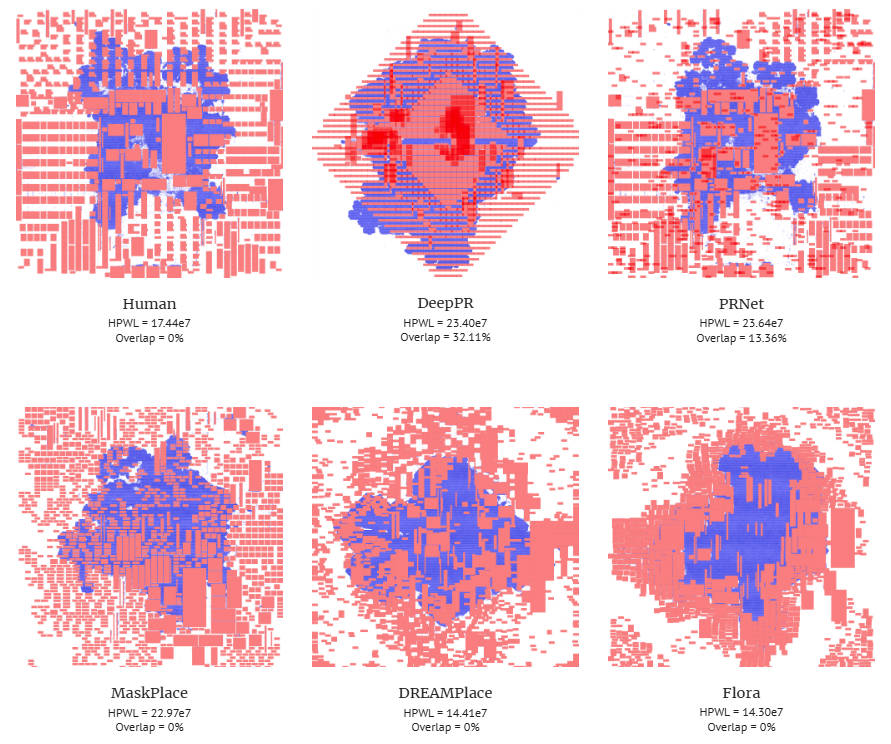 Human
HPWL = 17.44e7
Overlap = 0%
DeepPR
HPWL = 23.40e7
Overlap = 32.11%
PRNet
HPWL = 23.64e7
Overlap = 13.36%
MaskPlace
HPWL = 22.97e7
Overlap = 0%
DREAMPlace
HPWL = 14.41e7
Overlap = 0%
Flora
HPWL = 14.30e7
Overlap = 0%